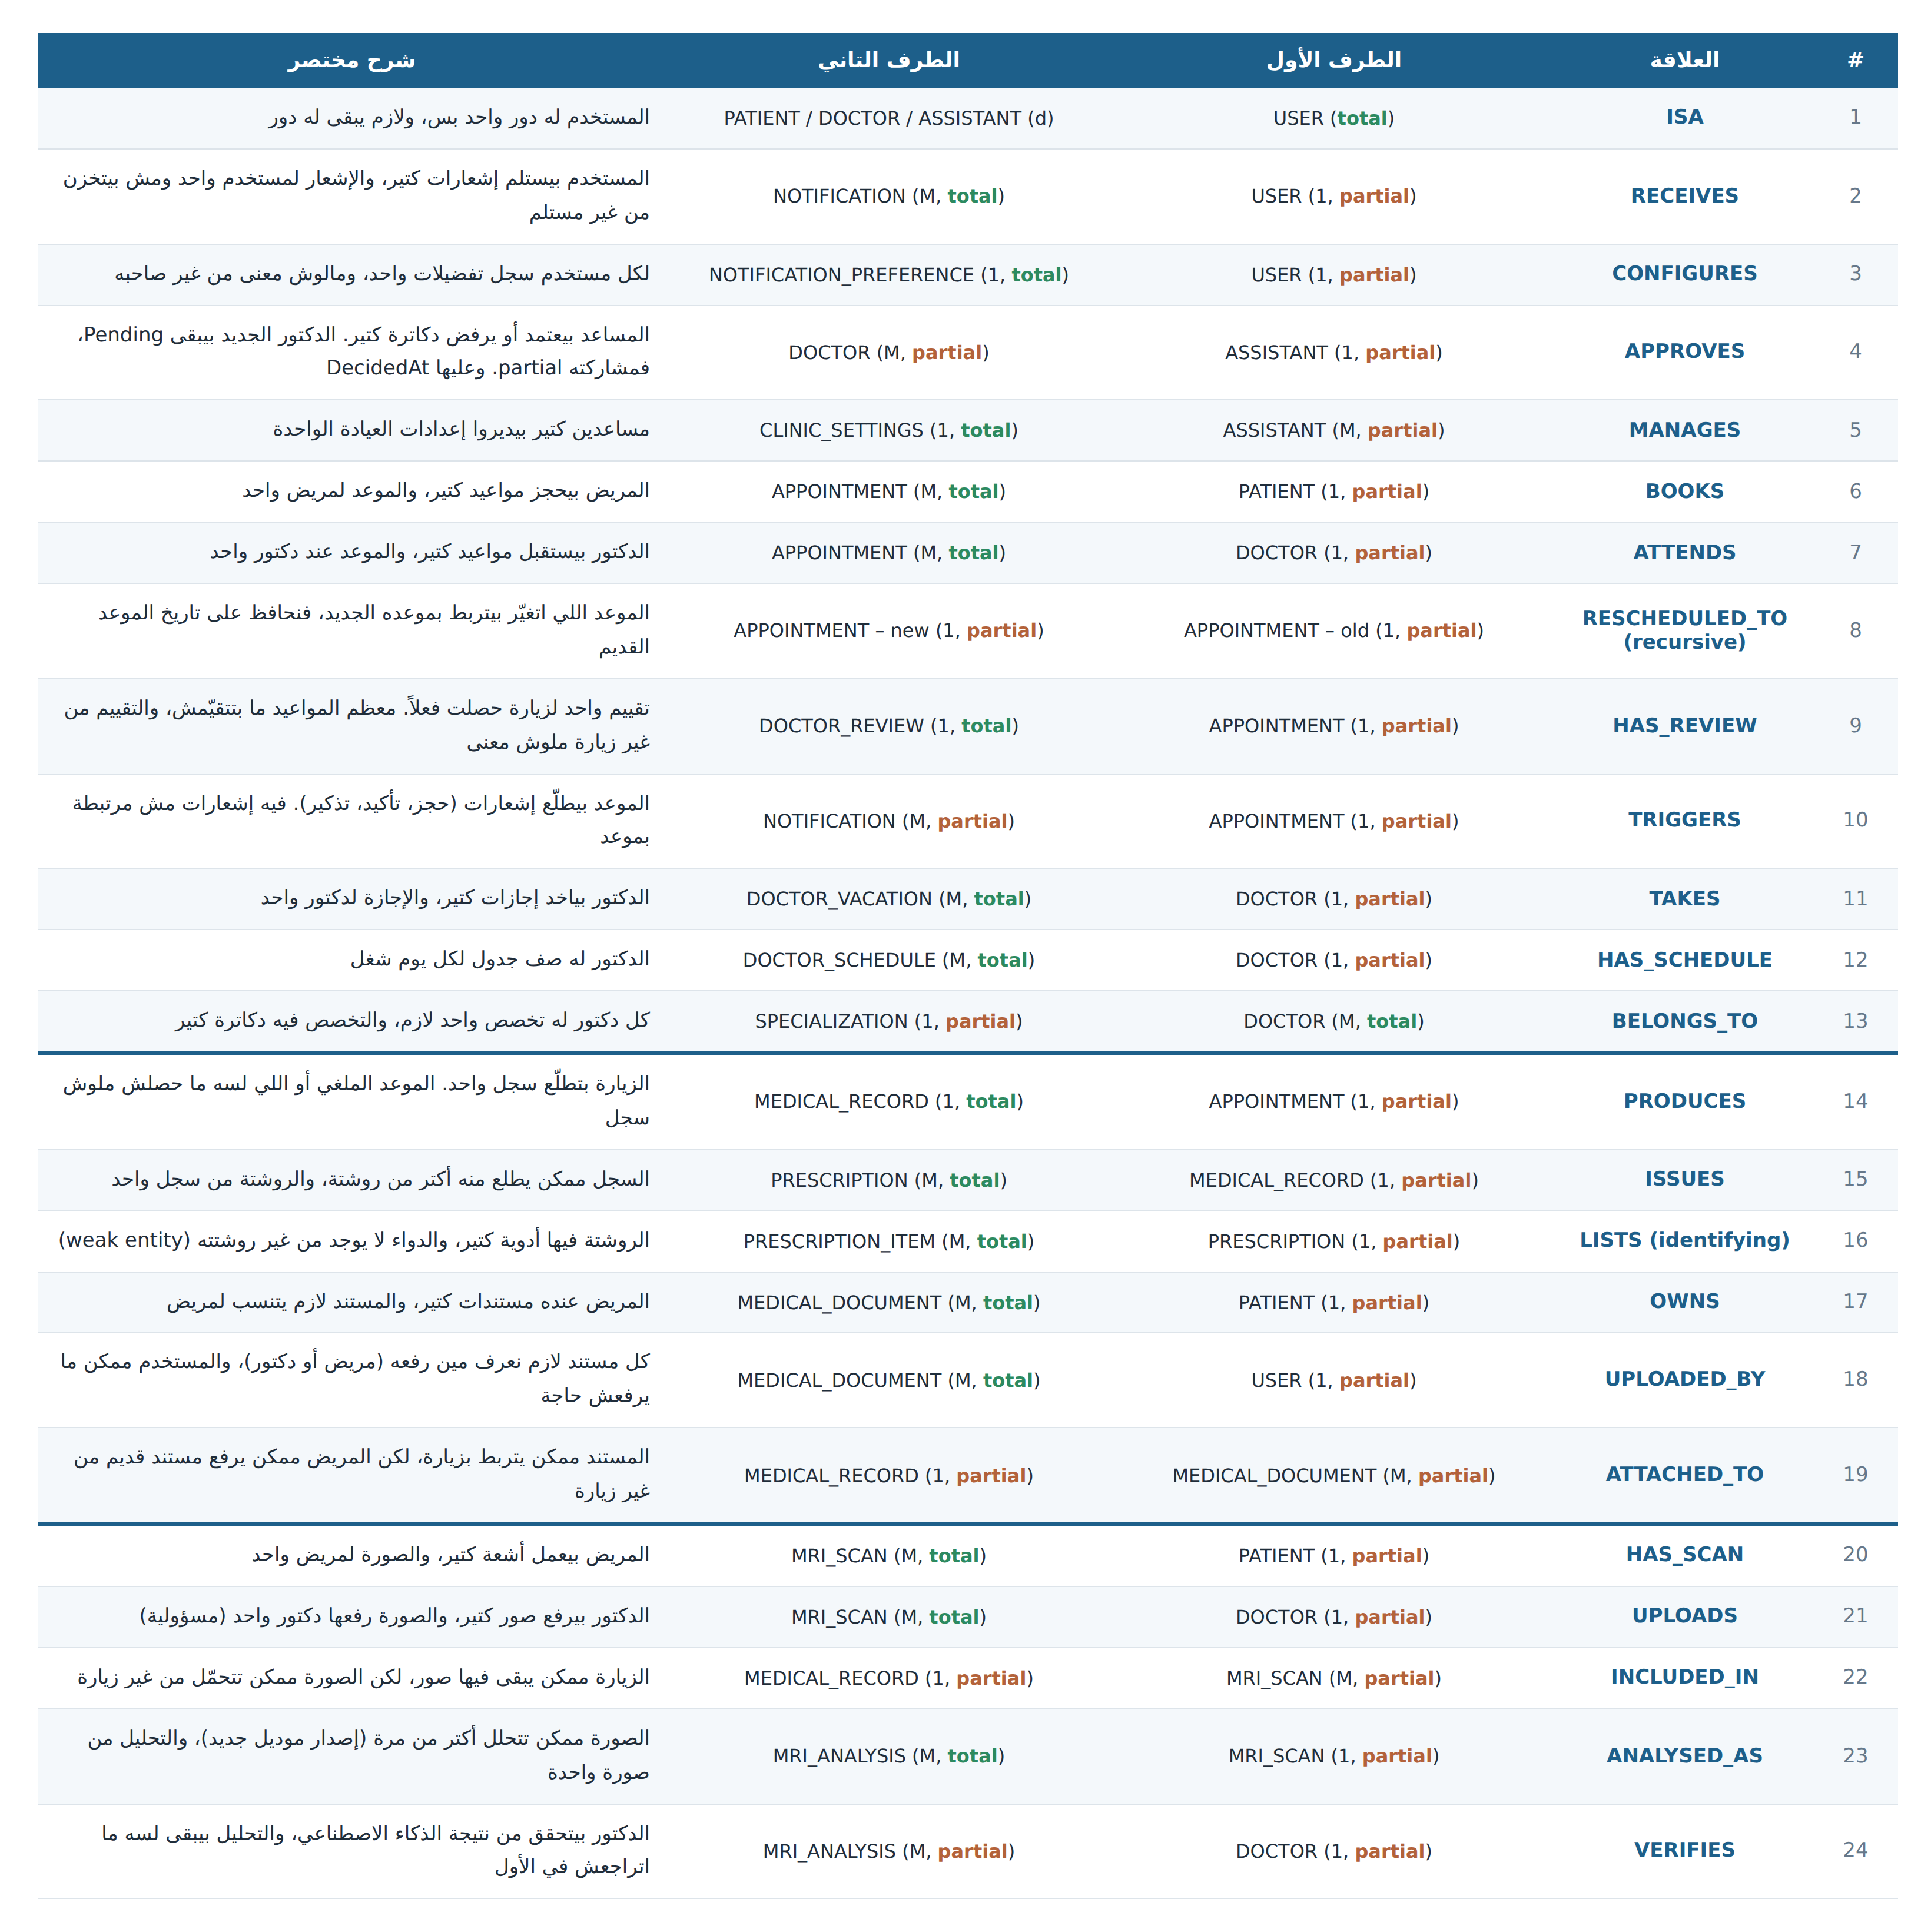 # العلاقة الطرف الأول الطرف التاني شرح مختصر
1 ISA USER (total) PATIENT / DOCTOR / ASSISTANT (d) المستخدم له دور واحد بس، ولازم يبقى له دور
2 RECEIVES USER (1, partial) NOTIFICATION (M, total) المستخدم بيستلم إشعارات كتير، والإشعار لمستخدم واحد ومش بيتخزن
من غير مستلم
3 CONFIGURES USER (1, partial) NOTIFICATION_PREFERENCE (1, total) لكل مستخدم سجل تفضيلات واحد، ومالوش معنى من غير صاحبه
4 APPROVES ASSISTANT (1, partial) DOCTOR (M, partial) المساعد بيعتمد أو يرفض دكاترة كتير. الدكتور الجديد بيبقى Pending،
فمشاركته partial. وعليها DecidedAt
5 MANAGES ASSISTANT (M, partial) CLINIC_SETTINGS (1, total) مساعدين كتير بيديروا إعدادات العيادة الواحدة
6 BOOKS PATIENT (1, partial) APPOINTMENT (M, total) المريض بيحجز مواعيد كتير، والموعد لمريض واحد
7 ATTENDS DOCTOR (1, partial) APPOINTMENT (M, total) الدكتور بيستقبل مواعيد كتير، والموعد عند دكتور واحد
8 RESCHEDULED_TO
(recursive) APPOINTMENT – old (1, partial) APPOINTMENT – new (1, partial) الموعد اللي اتغيّر بيتربط بموعده الجديد، فنحافظ على تاريخ الموعد
القديم
9 HAS_REVIEW APPOINTMENT (1, partial) DOCTOR_REVIEW (1, total) تقييم واحد لزيارة حصلت فعلاً. معظم المواعيد ما بتتقيّمش، والتقييم من
غير زيارة ملوش معنى
10 TRIGGERS APPOINTMENT (1, partial) NOTIFICATION (M, partial) الموعد بيطلّع إشعارات (حجز، تأكيد، تذكير). فيه إشعارات مش مرتبطة
بموعد
11 TAKES DOCTOR (1, partial) DOCTOR_VACATION (M, total) الدكتور بياخد إجازات كتير، والإجازة لدكتور واحد
12 HAS_SCHEDULE DOCTOR (1, partial) DOCTOR_SCHEDULE (M, total) الدكتور له صف جدول لكل يوم شغل
13 BELONGS_TO DOCTOR (M, total) SPECIALIZATION (1, partial) كل دكتور له تخصص واحد لازم، والتخصص فيه دكاترة كتير
14 PRODUCES APPOINTMENT (1, partial) MEDICAL_RECORD (1, total) الزيارة بتطلّع سجل واحد. الموعد الملغي أو اللي لسه ما حصلش ملوش
سجل
15 ISSUES MEDICAL_RECORD (1, partial) PRESCRIPTION (M, total) السجل ممكن يطلع منه أكتر من روشتة، والروشتة من سجل واحد
16 LISTS (identifying) PRESCRIPTION (1, partial) PRESCRIPTION_ITEM (M, total) الروشتة فيها أدوية كتير، والدواء لا يوجد من غير روشتته (weak entity)
17 OWNS PATIENT (1, partial) MEDICAL_DOCUMENT (M, total) المريض عنده مستندات كتير، والمستند لازم يتنسب لمريض
18 UPLOADED_BY USER (1, partial) MEDICAL_DOCUMENT (M, total) كل مستند لازم نعرف مين رفعه (مريض أو دكتور)، والمستخدم ممكن ما
يرفعش حاجة
19 ATTACHED_TO MEDICAL_DOCUMENT (M, partial) MEDICAL_RECORD (1, partial) المستند ممكن يتربط بزيارة، لكن المريض ممكن يرفع مستند قديم من
غير زيارة
20 HAS_SCAN PATIENT (1, partial) MRI_SCAN (M, total) المريض بيعمل أشعة كتير، والصورة لمريض واحد
21 UPLOADS DOCTOR (1, partial) MRI_SCAN (M, total) الدكتور بيرفع صور كتير، والصورة رفعها دكتور واحد (مسؤولية)
22 INCLUDED_IN MRI_SCAN (M, partial) MEDICAL_RECORD (1, partial) الزيارة ممكن يبقى فيها صور، لكن الصورة ممكن تتحمّل من غير زيارة
23 ANALYSED_AS MRI_SCAN (1, partial) MRI_ANALYSIS (M, total) الصورة ممكن تتحلل أكتر من مرة (إصدار موديل جديد)، والتحليل من
صورة واحدة
24 VERIFIES DOCTOR (1, partial) MRI_ANALYSIS (M, partial) الدكتور بيتحقق من نتيجة الذكاء الاصطناعي، والتحليل بيبقى لسه ما
اتراجعش في الأول